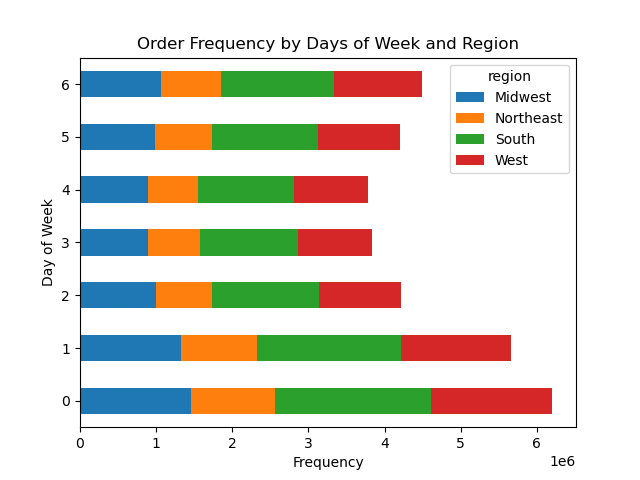 Order Frequency by Days of Week and Region
region
Midwest
Northeast
South
West
Day of Week
6
5
4
3
2
1
0
0 1 2 3 4 5 6
1e6
Frequency